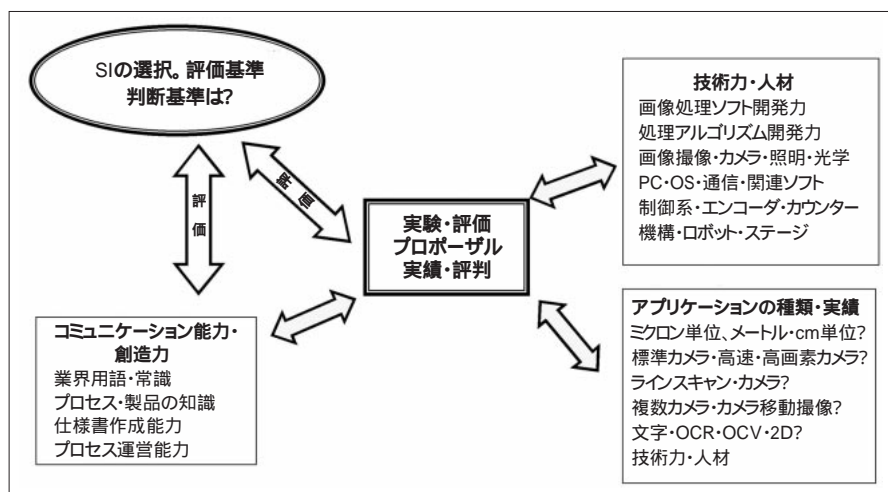 SIの選択。評価基準
判断基準は?
評価
評価
実験・評価
プロポーザル
実績・評判
技術力・人材
画像処理ソフト開発力
処理アルゴリズム開発力
画像撮像・カメラ・照明・光学
PC・OS・通信・関連ソフト
制御系・エンコーダ・カウンター
機構・ロボット・ステージ
コミュニケーション能力・
創造力
業界用語・常識
プロセス・製品の知識
仕様書作成能力
プロセス運営能力
アプリケーションの種類・実績
ミクロン単位、メートル・cm単位?
標準カメラ・高速・高画素カメラ?
ラインスキャン・カメラ?
複数カメラ・カメラ移動撮像?
文字・OCR・OCV・2D?
技術力・人材